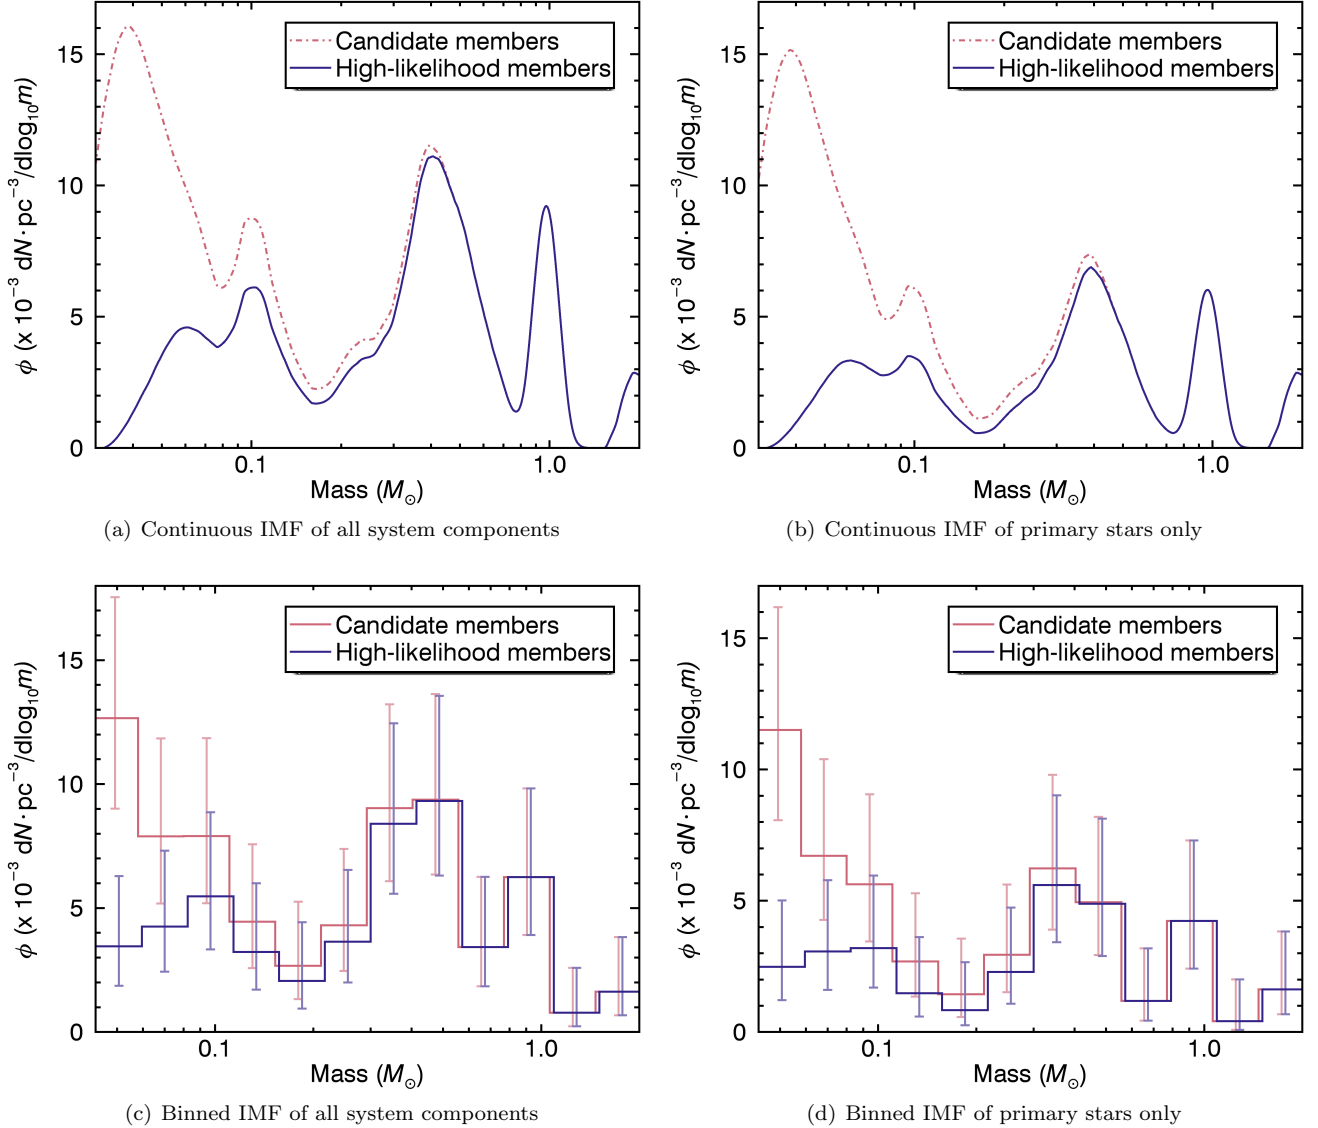 15
10
5
0
ϕ (x 10⁻³ dN·pc⁻³/dlog₁₀m)
Candidate members
High-likelihood members
0.1
1.0
Mass (M☉)
(a) Continuous IMF of all system components
15
10
5
0
ϕ (x 10⁻³ dN·pc⁻³/dlog₁₀m)
Candidate members
High-likelihood members
0.1
1.0
Mass (M☉)
(b) Continuous IMF of primary stars only
15
10
5
0
ϕ (x 10⁻³ dN·pc⁻³/dlog₁₀m)
Candidate members
High-likelihood members
0.1
1.0
Mass (M☉)
(c) Binned IMF of all system components
15
10
5
0
ϕ (x 10⁻³ dN·pc⁻³/dlog₁₀m)
Candidate members
High-likelihood members
0.1
1.0
Mass (M☉)
(d) Binned IMF of primary stars only